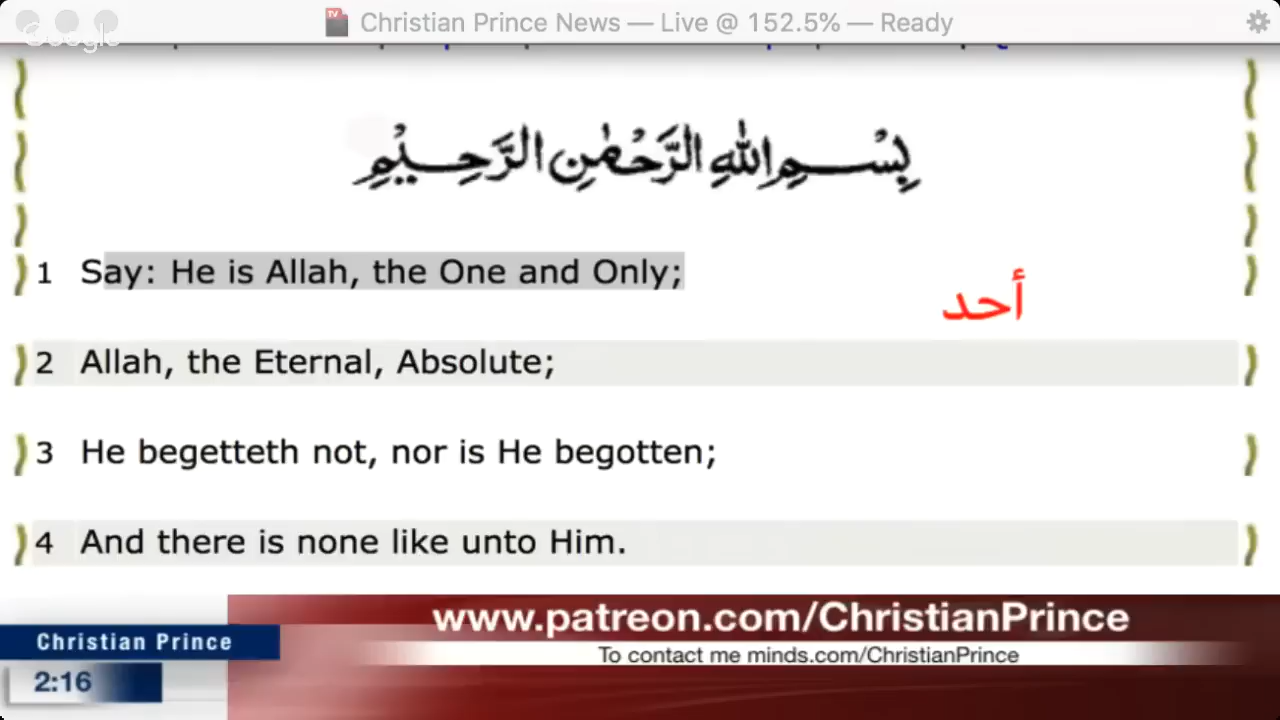 Christian Prince News — Live @ 152.5% — Ready
Google
بِسْمِ اللهِ الرَّحْمٰنِ الرَّحِيْمِ
1 Say: He is Allah, the One and Only;
أحد
2 Allah, the Eternal, Absolute;
3 He begetteth not, nor is He begotten;
4 And there is none like unto Him.
www.patreon.com/ChristianPrince
Christian Prince
To contact me minds.com/ChristianPrince
2:16